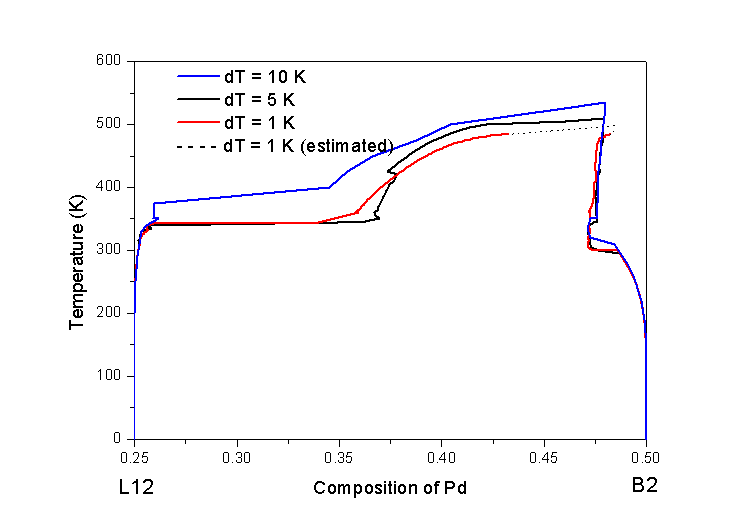 600
500
400
300
200
100
0
Temperature (K)
dT = 10 K
dT = 5 K
dT = 1 K
dT = 1 K (estimated)
0.25 0.30 0.35 0.40 0.45 0.50
L12 Composition of Pd B2